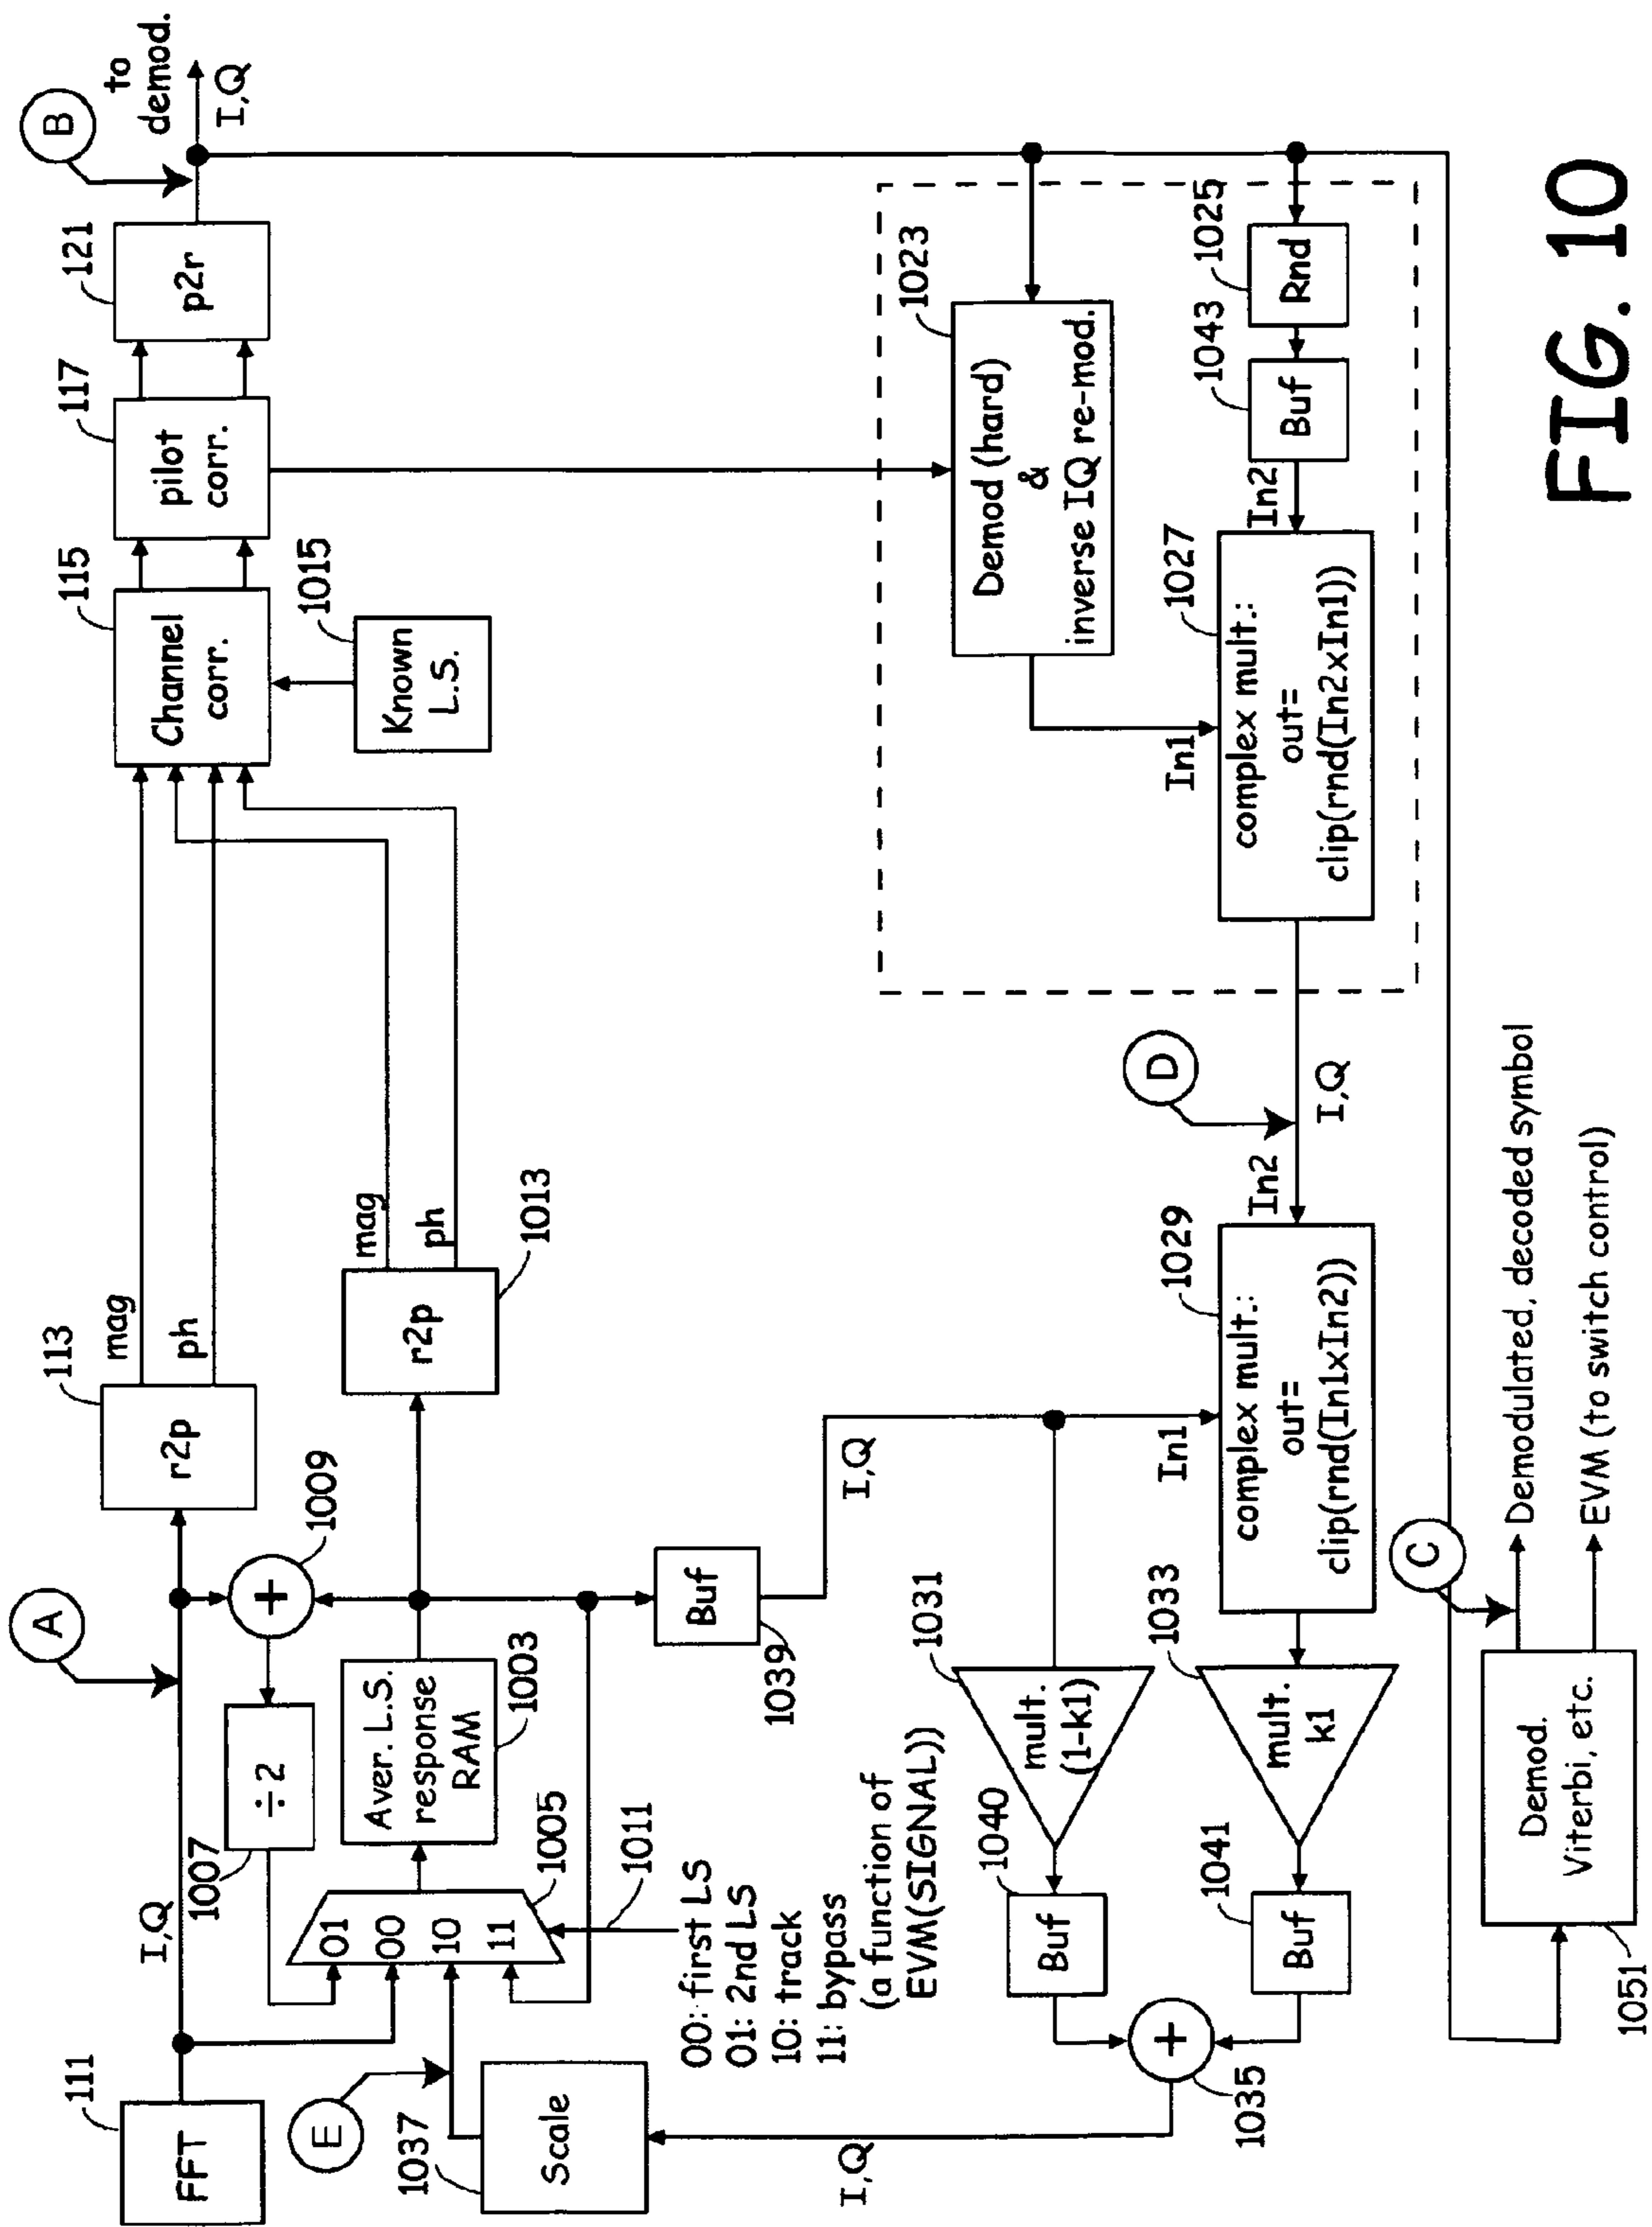 111
FFT
I,Q
A
113
r2p
mag
ph
115
Channel
corr.
117
pilot
corr.
121
p2r
B
to
demod.
I,Q
1007
÷2
1009
+
01
00
10
11
1005
1011
Aver. L.S.
response
RAM
1003
r2p
1013
mag
ph
1015
Known
L.S.
E
1037
Scale
00: first LS
01: 2nd LS
10: track
11: bypass
(a function of
EVM(SIGNAL))
Buf
1039
I,Q
1023
Demod (hard)
&
inverse IQ re-mod.
1040
Buf
1031
mult.
(1-k1)
In1
1029
complex mult.:
out=
clip(rnd(In1xIn2))
In2
D
I,Q
In1
1027
complex mult.:
out=
clip(rnd(In2xIn1))
In2
1043
Buf
1025
Rnd
I,Q
+
1035
1041
Buf
1033
mult.
k1
1051
Demod.
Viterbi, etc.
C
Demodulated, decoded symbol
EVM (to switch control)
FIG. 10